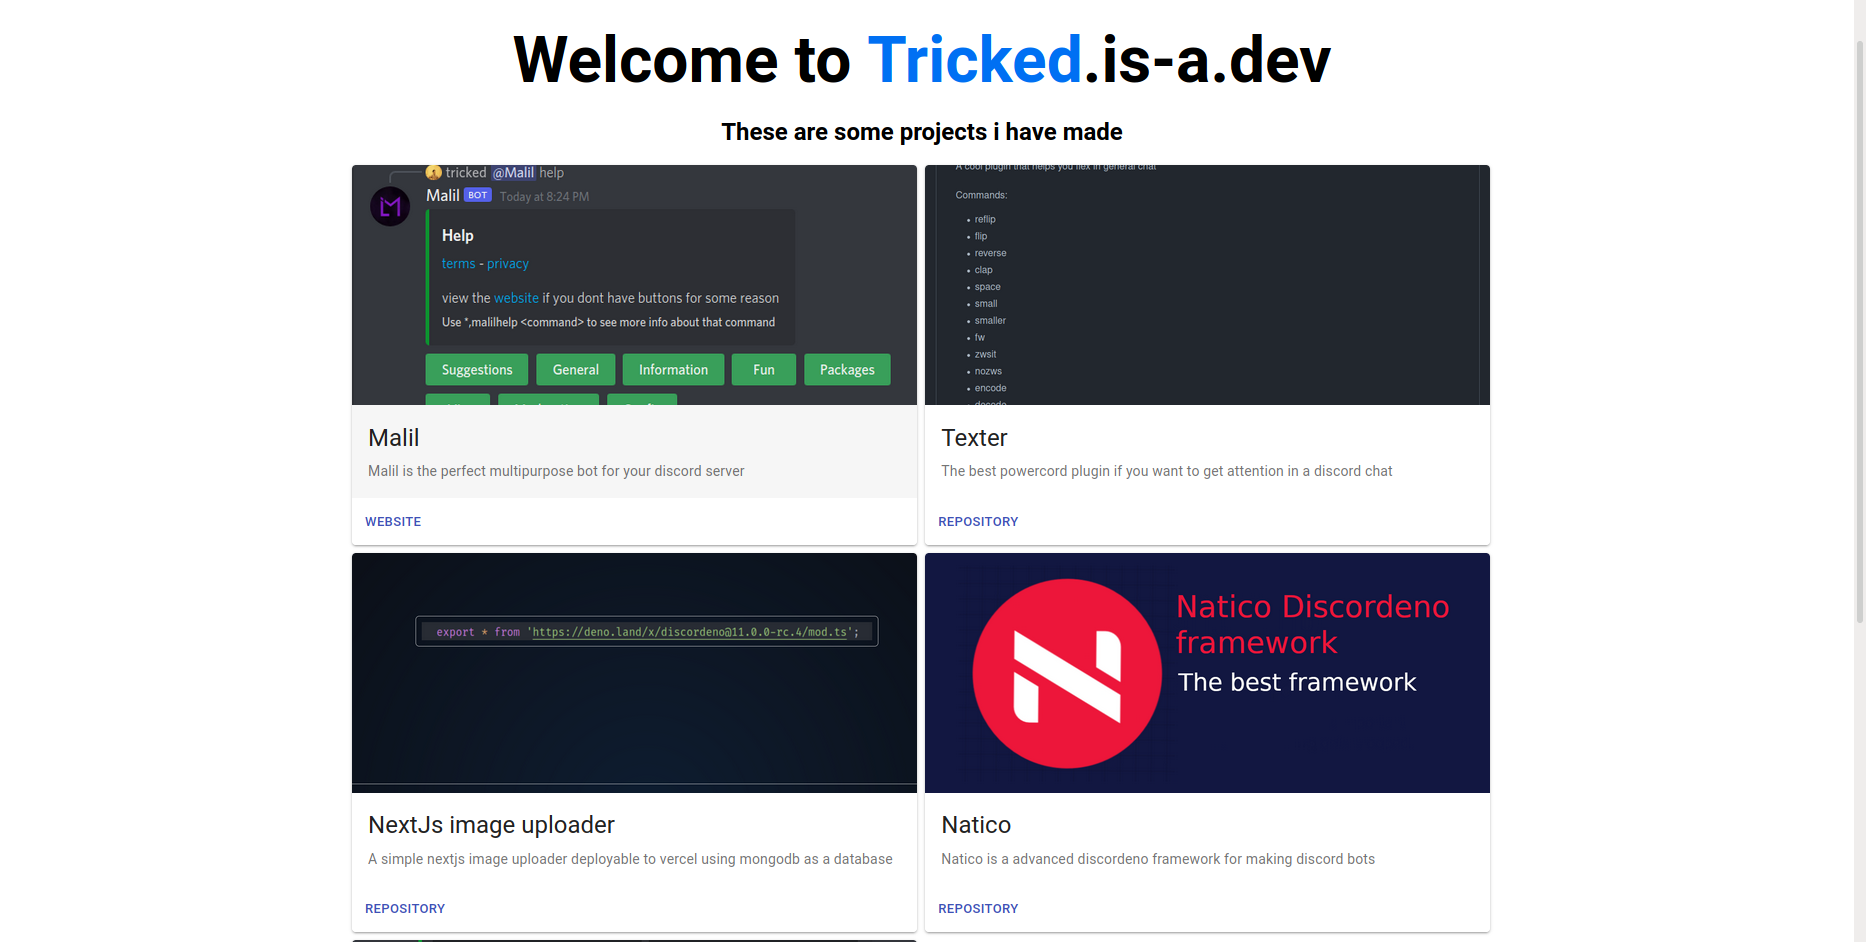 Welcome to Tricked.is-a.dev
These are some projects i have made
tricked @Malil help
Malil BOT Today at 8:24 PM
Help
terms - privacy
view the website if you dont have buttons for some reason
Use *,malilhelp <command> to see more info about that command
Suggestions General Information Fun Packages
Malil
Malil is the perfect multipurpose bot for your discord server
WEBSITE
A cool plugin that helps you flex in general chat
Commands:
• reflip
• flip
• reverse
• clap
• space
• small
• smaller
• fw
• zwsit
• nozws
• encode
• decode
Texter
The best powercord plugin if you want to get attention in a discord chat
REPOSITORY
export * from 'https://deno.land/x/discordeno@11.0.0-rc.4/mod.ts';
NextJs image uploader
A simple nextjs image uploader deployable to vercel using mongodb as a database
REPOSITORY
Natico Discordeno
framework
The best framework
Natico
Natico is a advanced discordeno framework for making discord bots
REPOSITORY